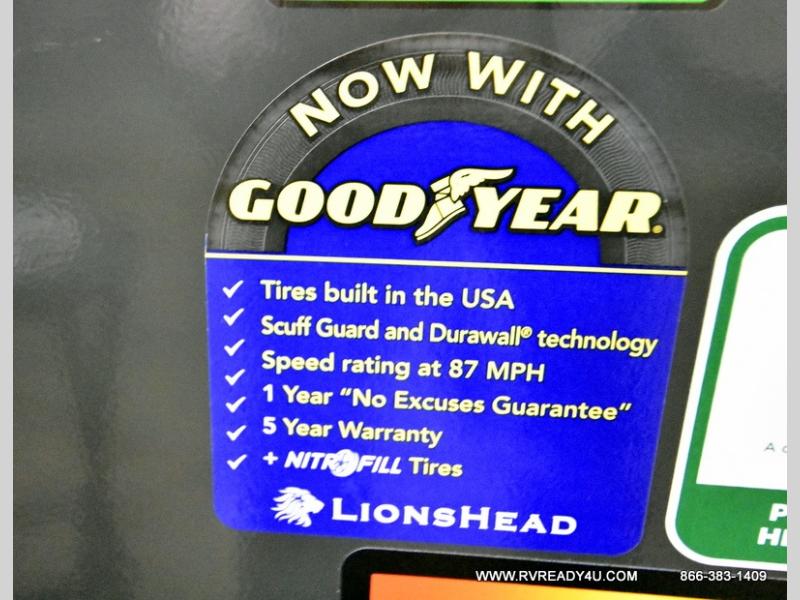 NOW WITH
GOODYEAR
Tires built in the USA
Scuff Guard and Durawall® technology
Speed rating at 87 MPH
1 Year “No Excuses Guarantee”
5 Year Warranty
+ NITROFILL Tires
LIONSHEAD
WWW.RVREADY4U.COM 866-383-1409